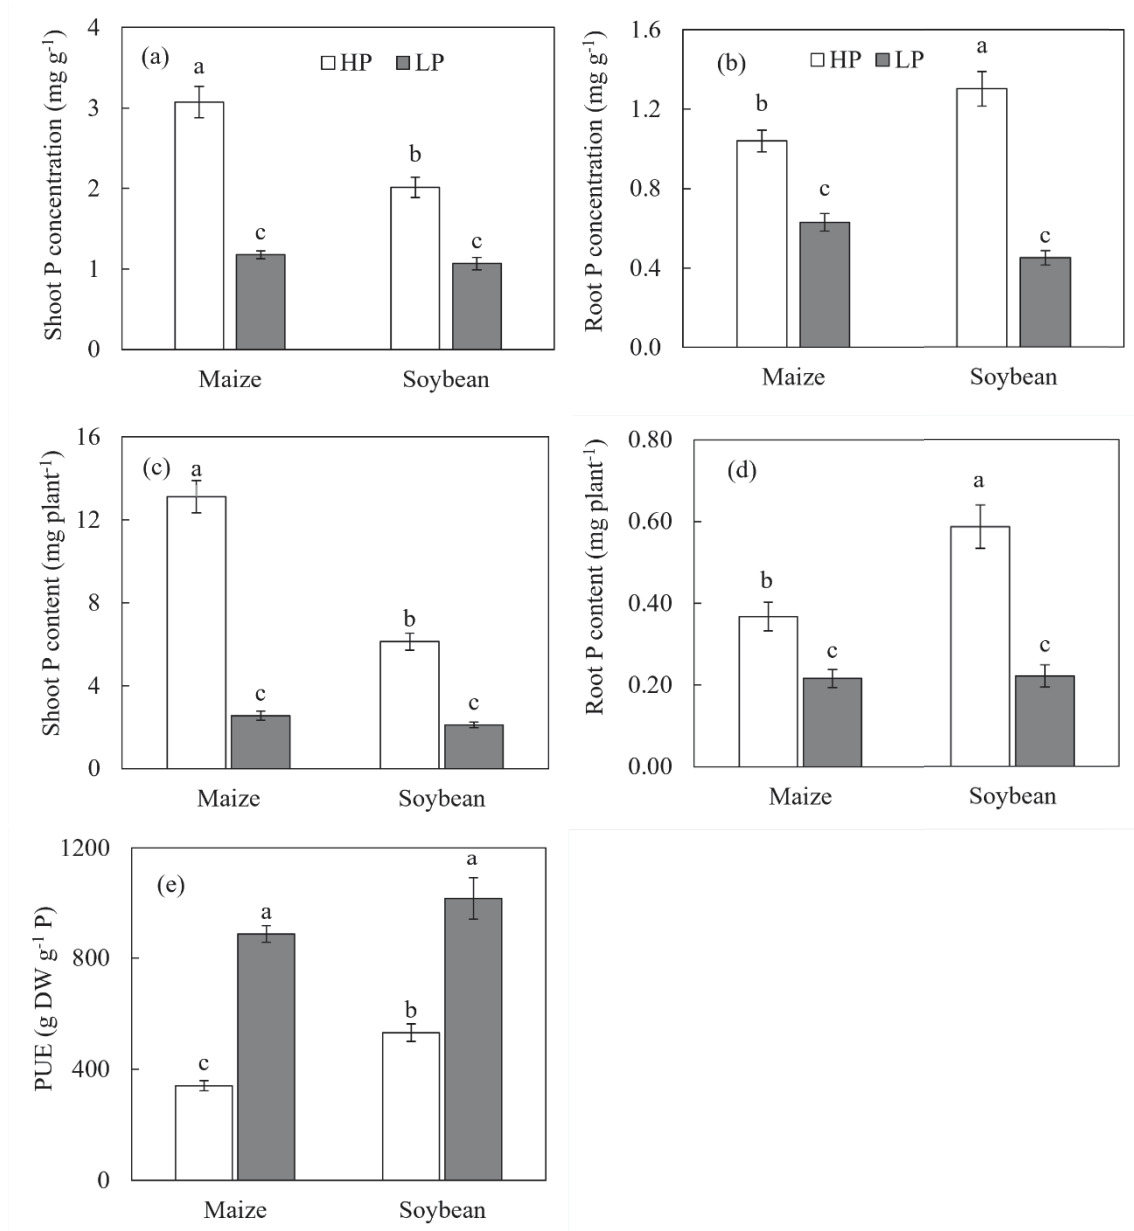 (a)
HP LP
Shoot P concentration (mg g⁻¹)
4
3
2
1
0
a
c
b
c
Maize Soybean
(b)
HP LP
Root P concentration (mg g⁻¹)
1.6
1.2
0.8
0.4
0.0
b
c
a
c
Maize Soybean
(c)
Shoot P content (mg plant⁻¹)
16
12
8
4
0
a
c
b
c
Maize Soybean
(d)
Root P content (mg plant⁻¹)
0.80
0.60
0.40
0.20
0.00
b
c
a
c
Maize Soybean
(e)
PUE (g DW g⁻¹ P)
1200
800
400
0
c
a
b
a
Maize Soybean